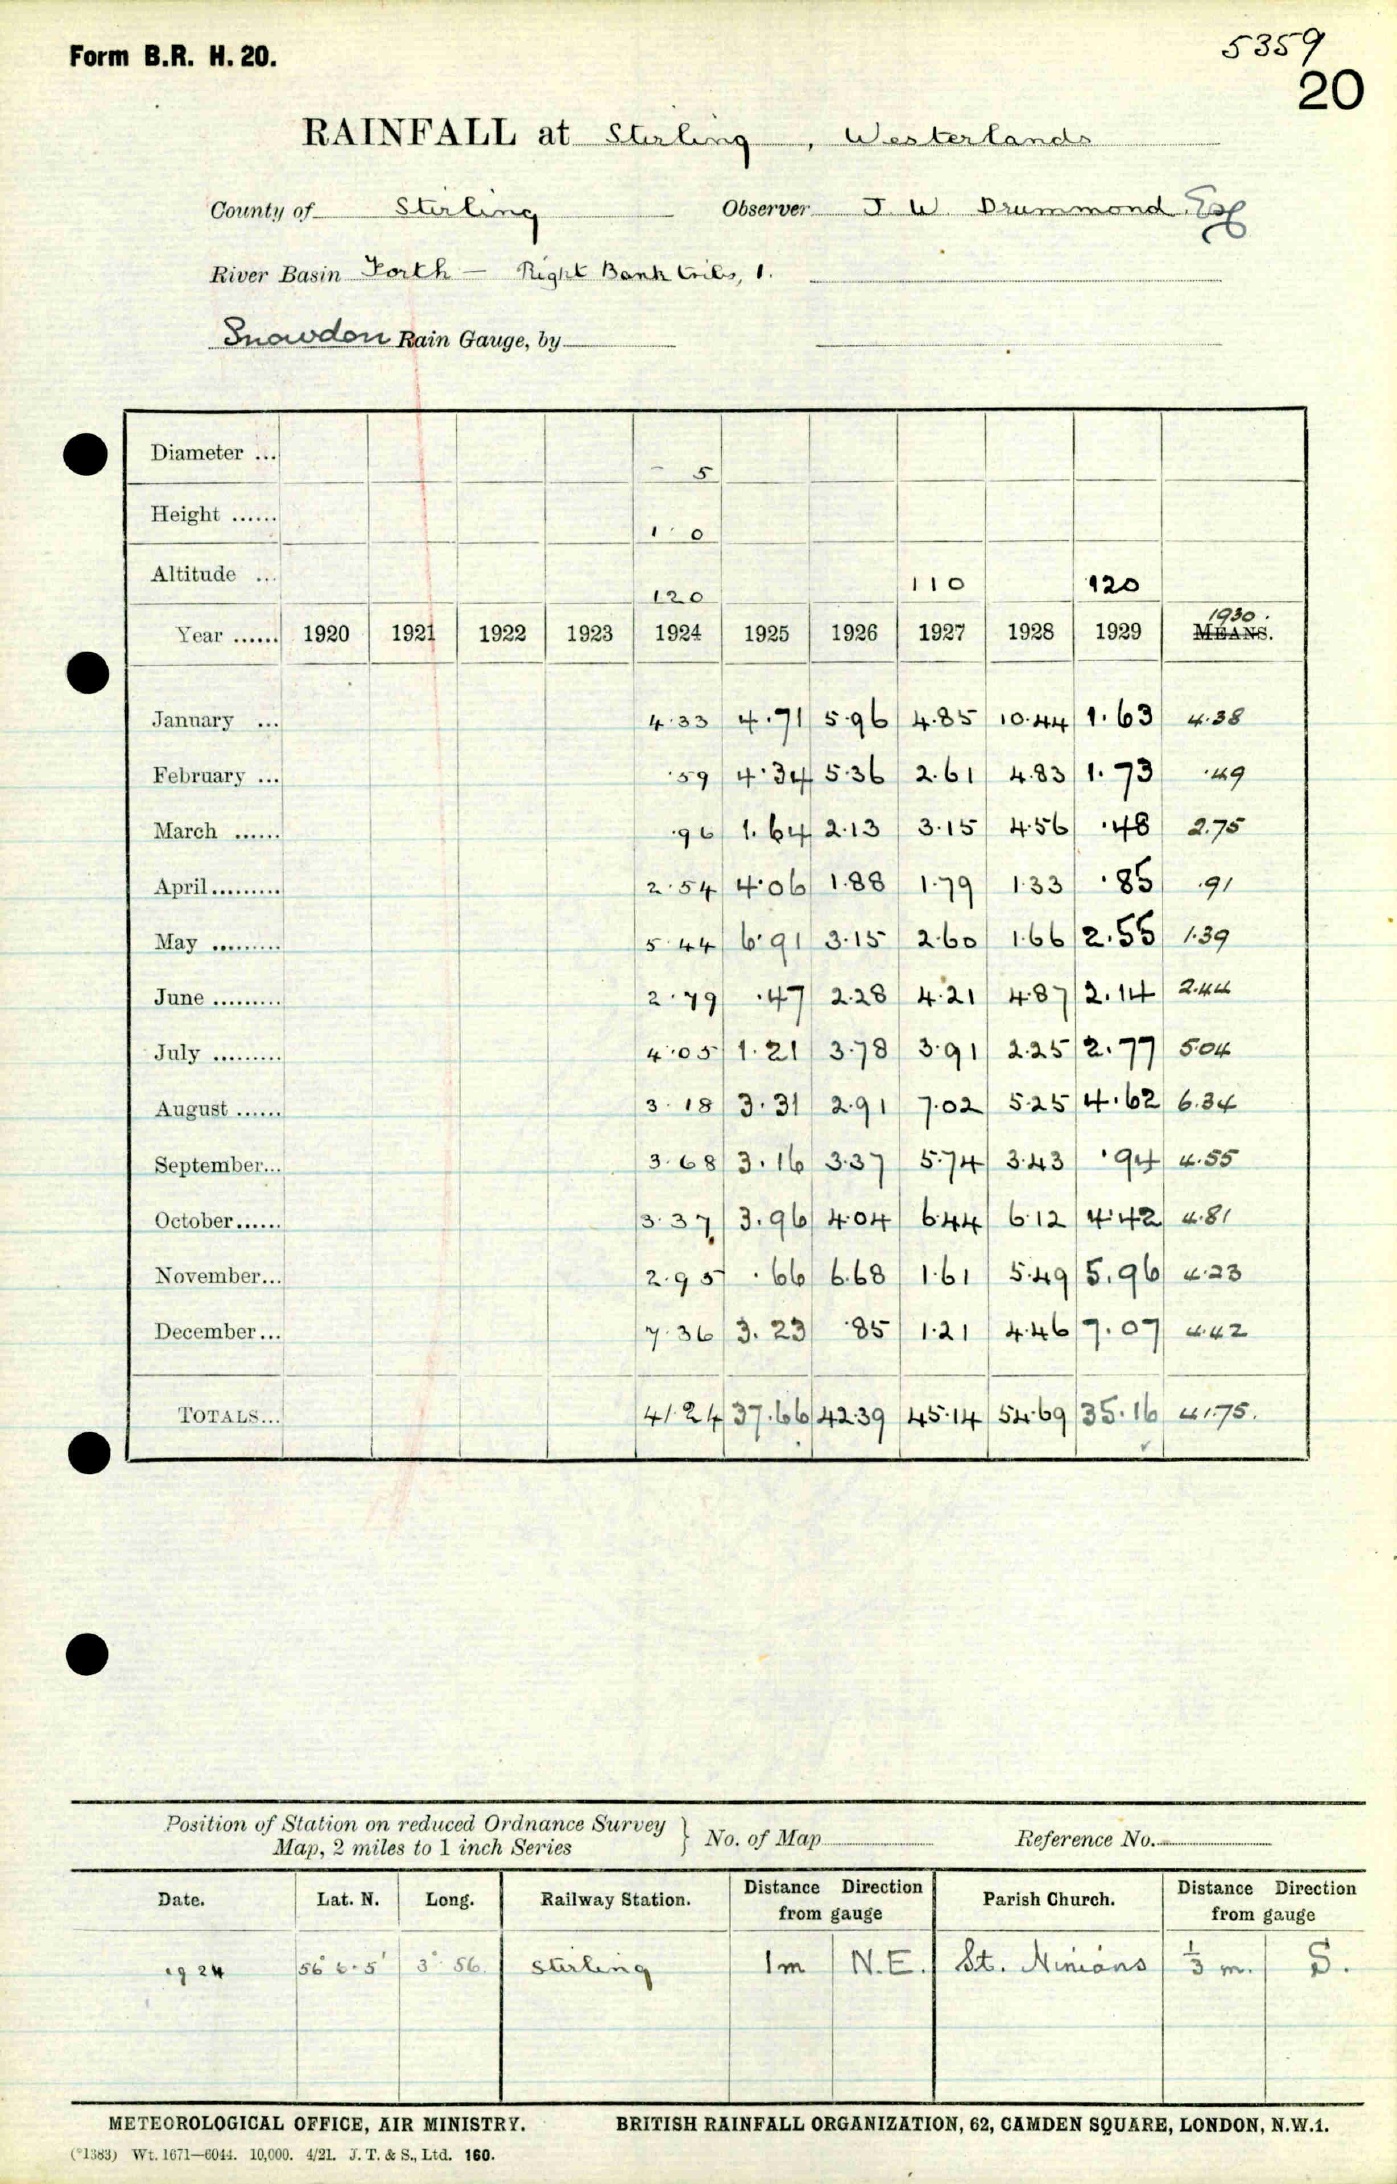 Form B.R. H. 20.
5359
20
RAINFALL at Stirling, Westerlands
County of Stirling Observer J. W. Drummond, Esq
River Basin Forth — Right Bank tribs, 1.
Snowdon Rain Gauge, by
Diameter ... 5
Height ...... 1 0
Altitude ... 120 110 120
Year ...... 1920 1921 1922 1923 1924 1925 1926 1927 1928 1929 MEANS. 1930.
January ... 4.33 4.71 5.96 4.85 10.44 1.63 4.38
February ... .59 4.34 5.36 2.61 4.83 1.73 .49
March ...... .96 1.64 2.13 3.15 4.56 .48 2.75
April......... 2.54 4.06 1.88 1.79 1.33 .85 .91
May ......... 5.44 6.91 3.15 2.60 1.66 2.55 1.39
June ......... 2.79 .47 2.28 4.21 4.87 2.14 2.44
July ......... 4.05 1.21 3.78 3.91 2.25 2.77 5.04
August ...... 3.18 3.31 2.91 7.02 5.25 4.62 6.34
September... 3.68 3.16 3.37 5.74 3.43 .94 4.55
October...... 3.37 3.96 4.04 6.44 6.12 4.42 4.81
November... 2.95 .66 6.68 1.61 5.49 5.96 4.23
December... 7.36 3.23 .85 1.21 4.46 7.07 4.42
TOTALS... 41.24 37.66 42.39 45.14 54.69 35.16 41.75.
Position of Station on reduced Ordnance Survey
Map, 2 miles to 1 inch Series
No. of Map Reference No.
Date. Lat. N. Long. Railway Station. Distance Direction from gauge Parish Church. Distance Direction from gauge
1924 56° 6.5' 3° 56 Stirling 1m N.E. St. Ninians 1/3 m. S.
METEOROLOGICAL OFFICE, AIR MINISTRY. BRITISH RAINFALL ORGANIZATION, 62, CAMDEN SQUARE, LONDON, N.W.1.
(*1383) Wt. 1671—6044. 10,000. 4/21. J. T. & S., Ltd. 160.